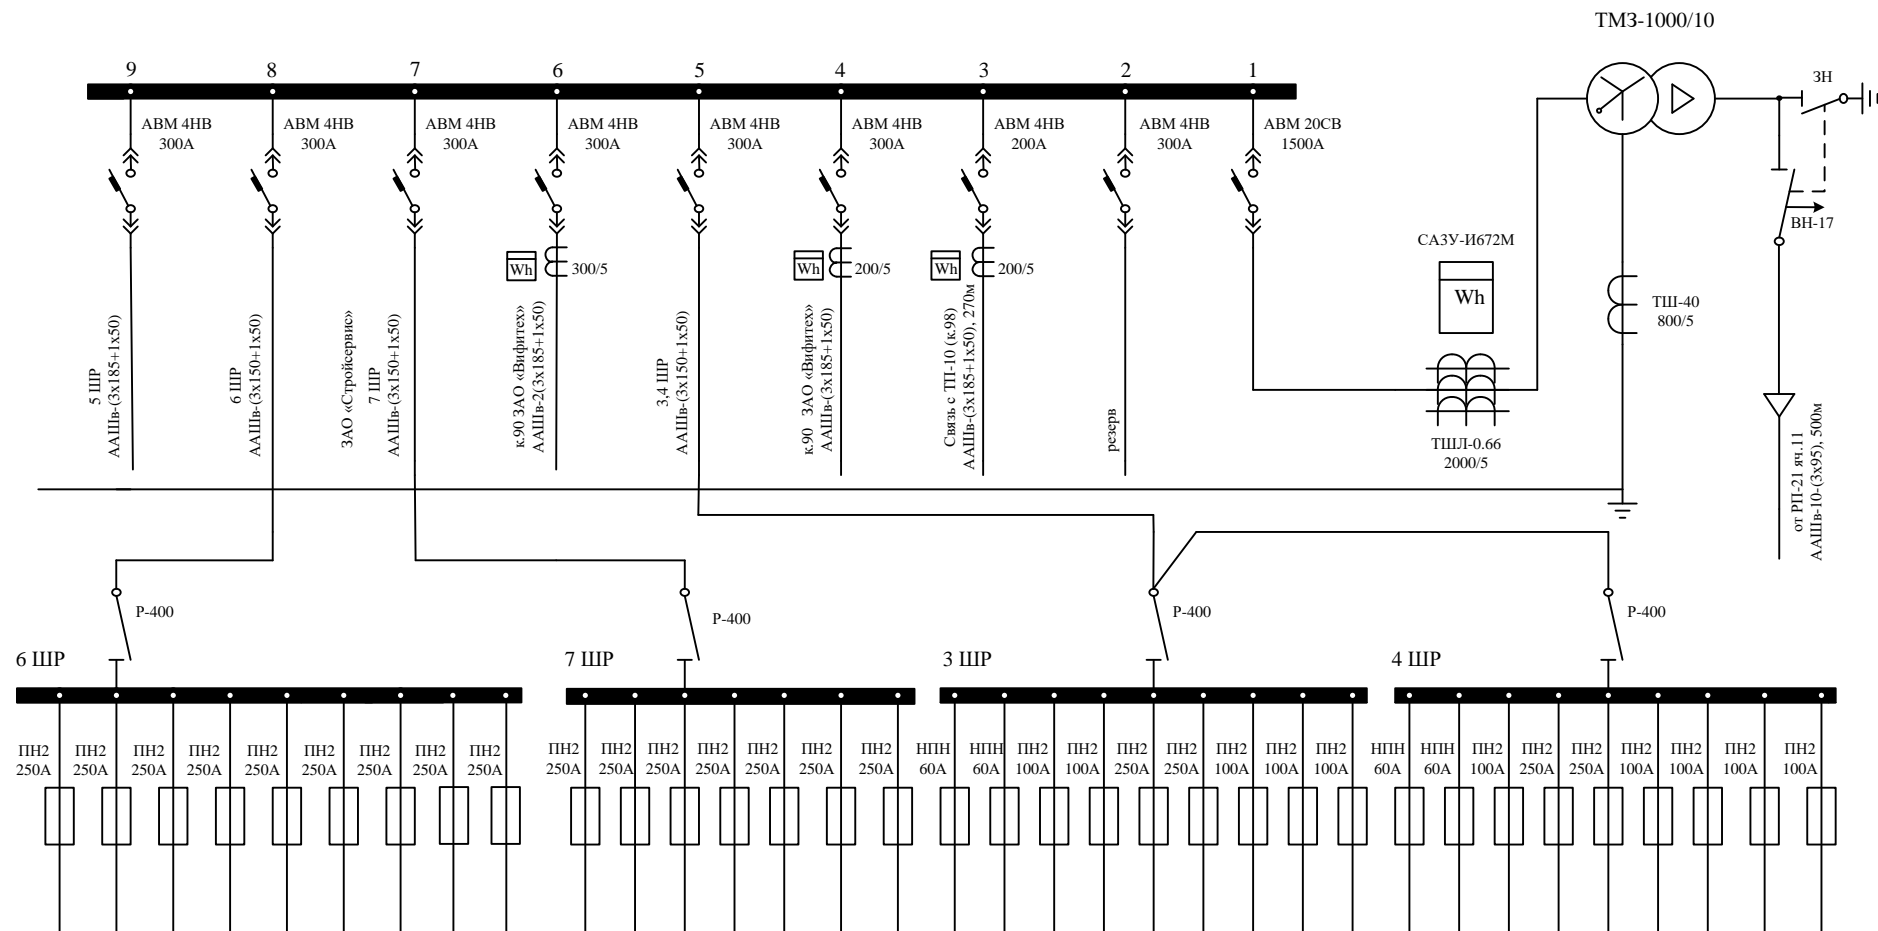 ТМЗ-1000/10
9 8 7 6 5 4 3 2 1
ЗН
АВМ 4НВ
300А
АВМ 4НВ
300А
АВМ 4НВ
300А
АВМ 4НВ
300А
АВМ 4НВ
300А
АВМ 4НВ
300А
АВМ 4НВ
200А
АВМ 4НВ
300А
АВМ 20СВ
1500А
ВН-17
САЗУ-И672М
Wh
Wh
300/5
Wh
200/5
Wh
200/5
ТШ-40
800/5
ТШЛ-0.66
2000/5
5 ШР
ААШв-(3х185+1х50)
6 ШР
ААШв-(3х150+1х50)
ЗАО «Стройсервис»
7 ШР
ААШв-(3х150+1х50)
к.90 ЗАО «Вифитех»
ААШв-2(3х185+1х50)
3,4 ШР
ААШв-(3х150+1х50)
к.90 ЗАО «Вифитех»
ААШв-(3х185+1х50)
Связь с ТП-10 (к.98)
ААШв-(3х185+1х50), 270м
резерв
от РП-21 яч.11
ААШв-10-(3х95), 500м
Р-400
Р-400
Р-400
Р-400
6 ШР
7 ШР
3 ШР
4 ШР
ПН2
250А
ПН2
250А
ПН2
250А
ПН2
250А
ПН2
250А
ПН2
250А
ПН2
250А
ПН2
250А
ПН2
250А
ПН2
250А
ПН2
250А
ПН2
250А
ПН2
250А
ПН2
250А
ПН2
250А
ПН2
250А
НПН
60А
НПН
60А
ПН2
100А
ПН2
100А
ПН2
250А
ПН2
250А
ПН2
100А
ПН2
100А
ПН2
100А
НПН
60А
НПН
60А
ПН2
100А
ПН2
250А
ПН2
250А
ПН2
100А
ПН2
100А
ПН2
100А
ПН2
100А